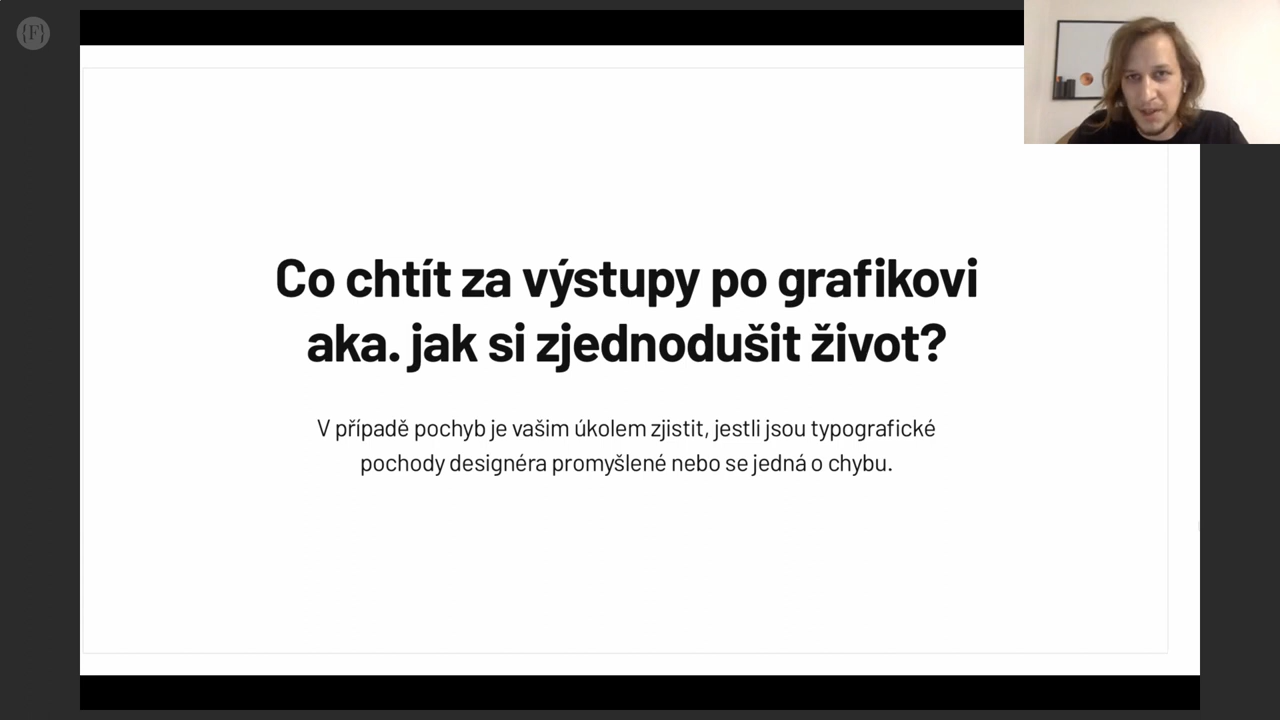 {F}
Co chtít za výstupy po grafikovi
aka. jak si zjednodušit život?
V případě pochyb je vašim úkolem zjistit, jestli jsou typografické
pochody designéra promyšlené nebo se jedná o chybu.